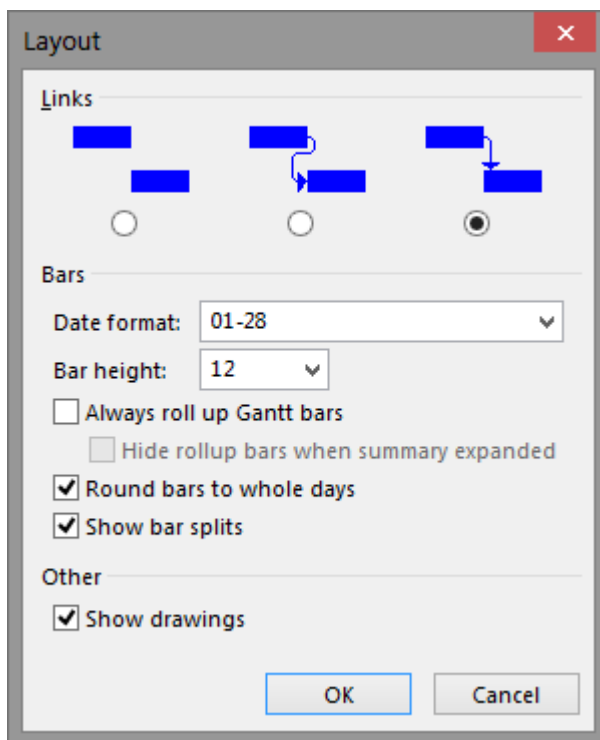 Layout
Links
Bars
Date format: 01-28
Bar height: 12
Always roll up Gantt bars
Hide rollup bars when summary expanded
Round bars to whole days
Show bar splits
Other
Show drawings
OK Cancel